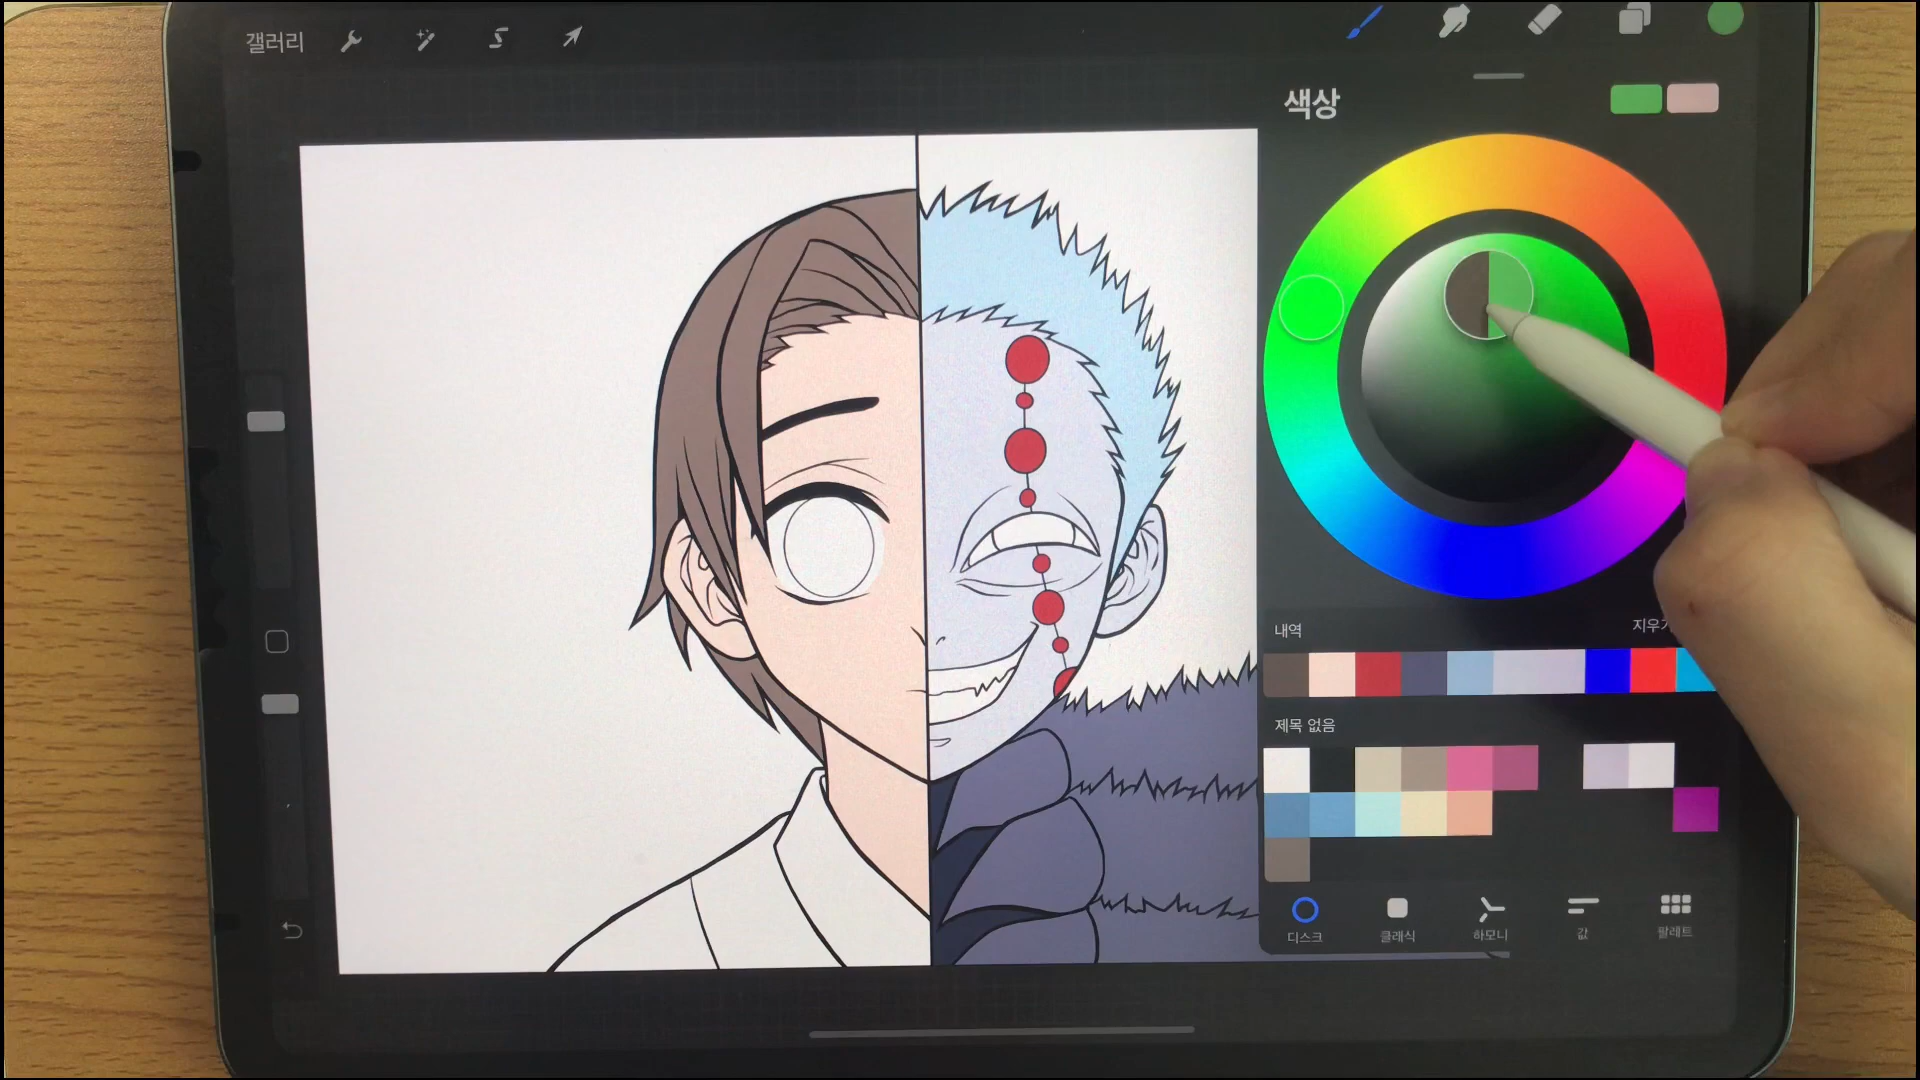 갤러리
색상
내역
지우기
제목 없음
디스크
클래식
하모니
값
팔레트